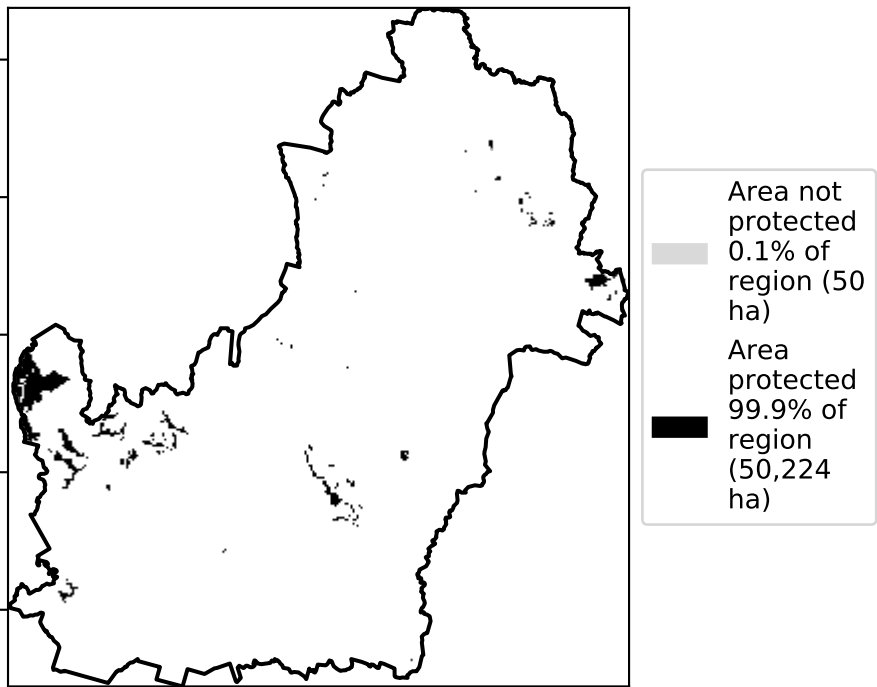 Area not
protected
0.1% of
region (50
ha)
Area
protected
99.9% of
region
(50,224
ha)